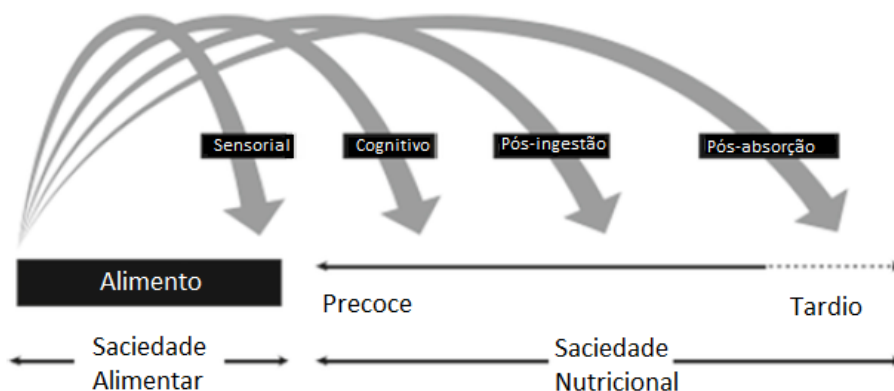 Sensorial
Cognitivo
Pós-ingestão
Pós-absorção
Alimento
Precoce
Tardio
Saciedade
Alimentar
Saciedade
Nutricional